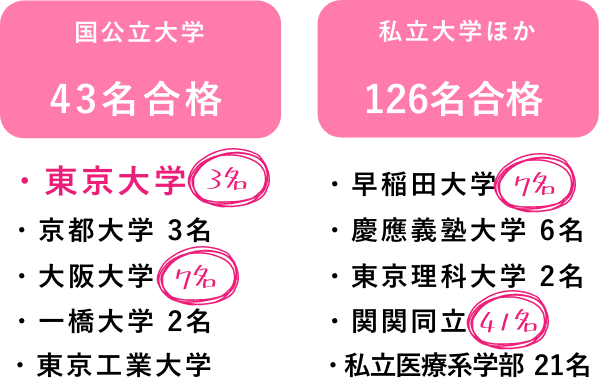 国公立大学
43名合格
・東京大学 3名
・京都大学 3名
・大阪大学 7名
・一橋大学 2名
・東京工業大学
私立大学ほか
126名合格
・早稲田大学 7名
・慶應義塾大学 6名
・東京理科大学 2名
・関関同立 41名
・私立医療系学部 21名